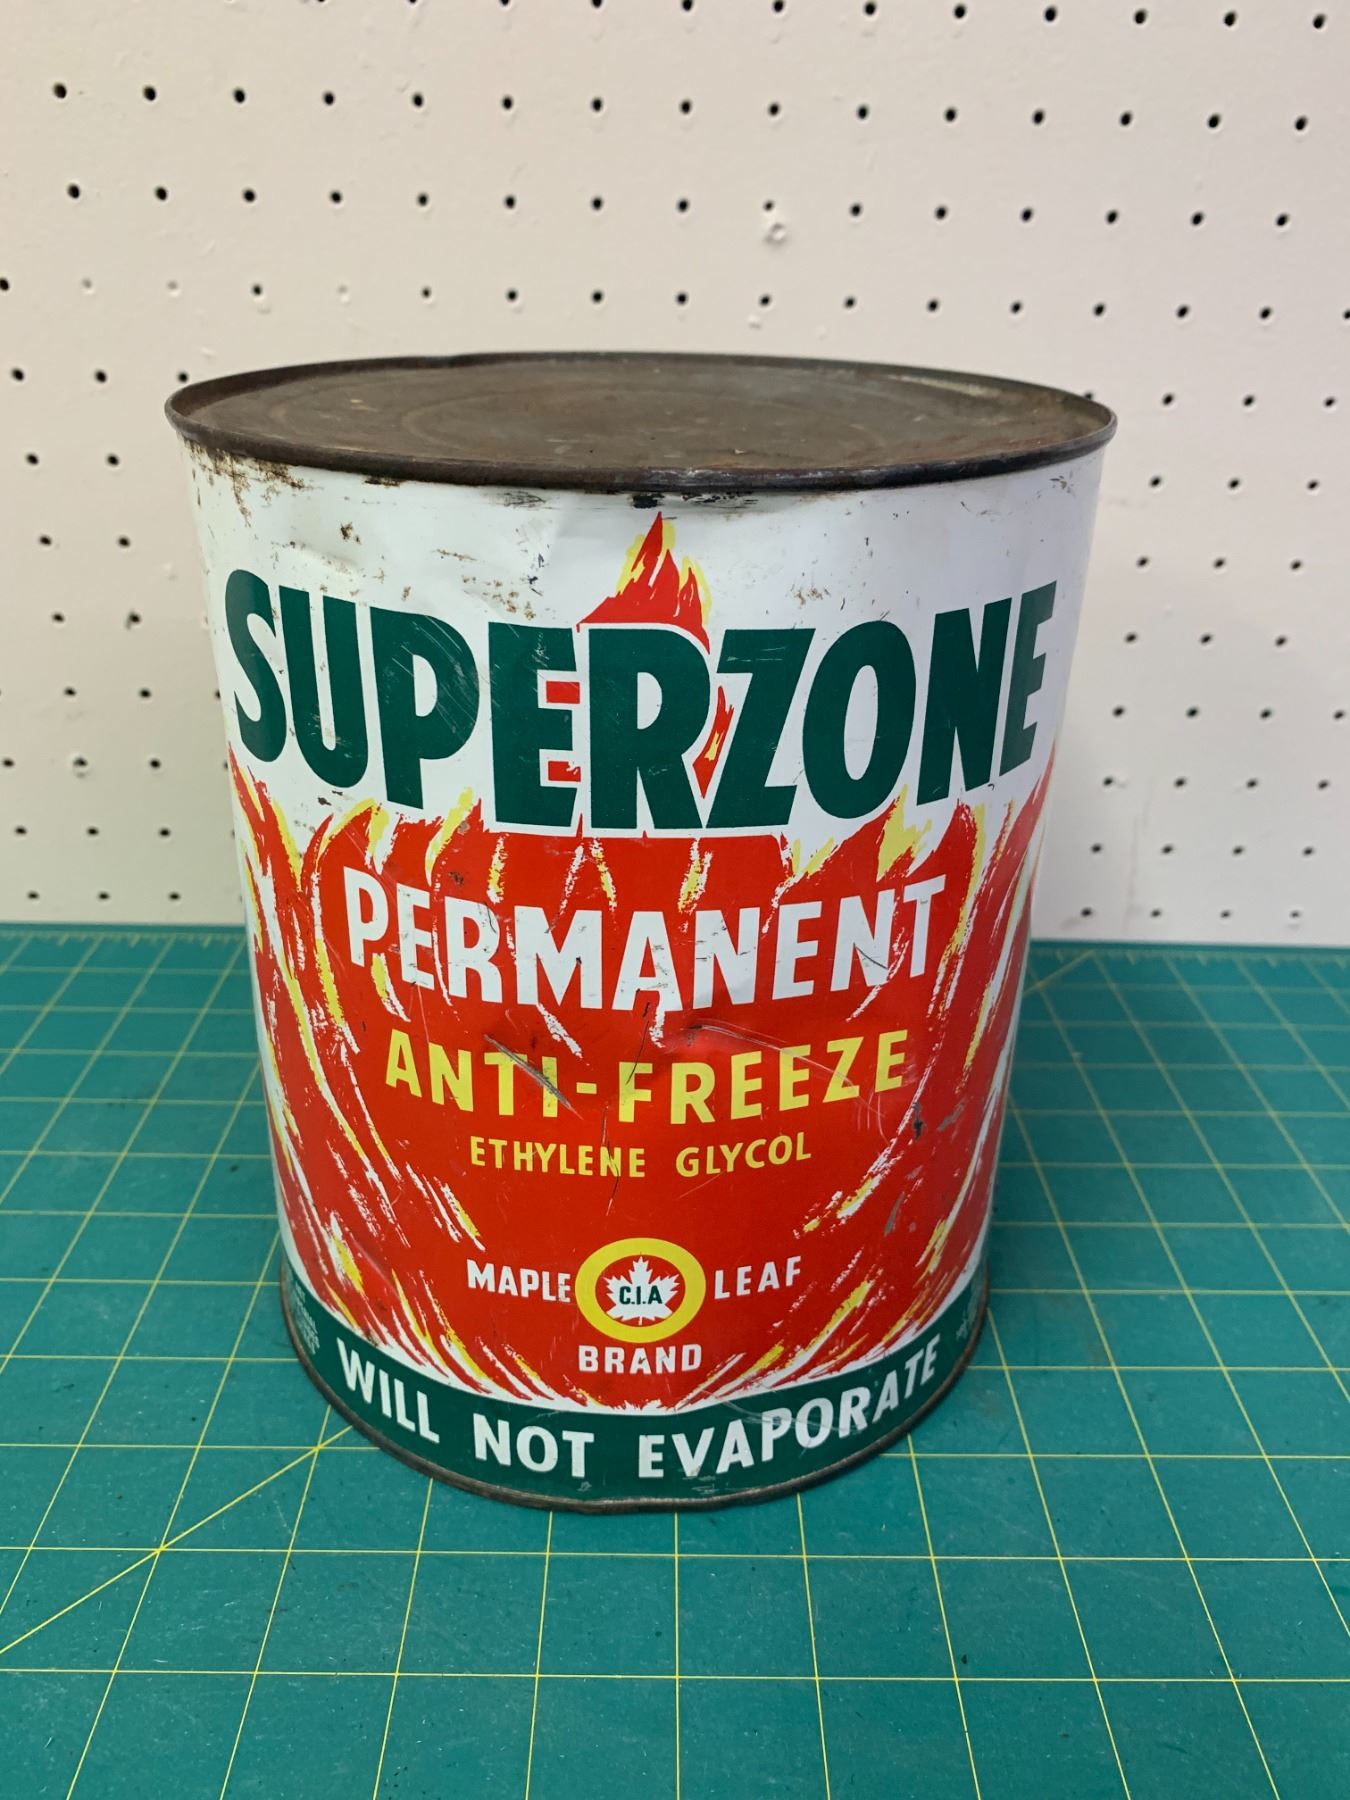 SUPERZONE
PERMANENT
ANTI-FREEZE
ETHYLENE GLYCOL
MAPLE C.I.A LEAF
BRAND
WILL NOT EVAPORATE